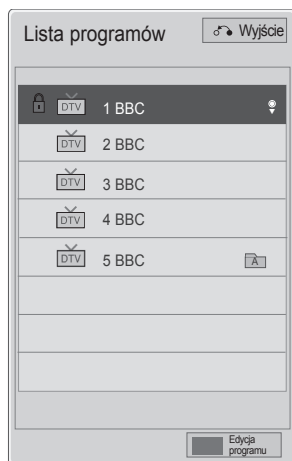 Lista programów
Wyjście
DTV 1 BBC
DTV 2 BBC
DTV 3 BBC
DTV 4 BBC
DTV 5 BBC A
Edycja
programu